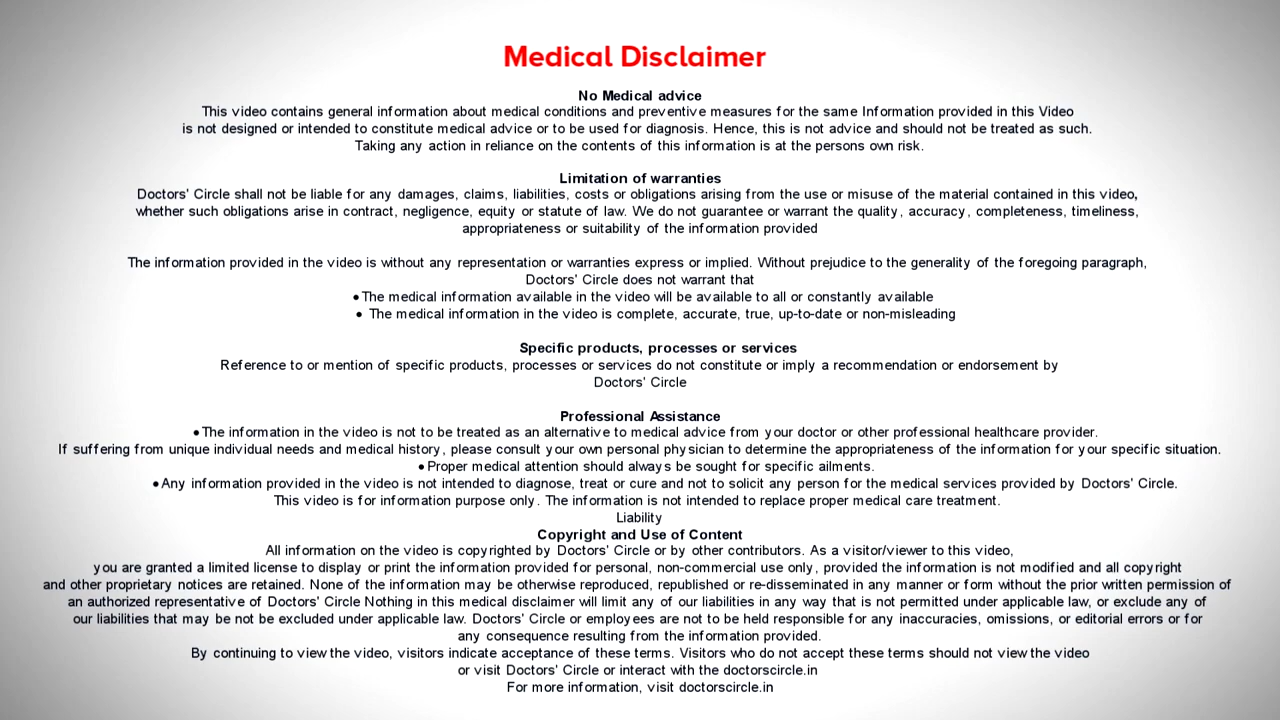 Medical Disclaimer
No Medical advice
This video contains general information about medical conditions and preventive measures for the same Information provided in this Video
is not designed or intended to constitute medical advice or to be used for diagnosis. Hence, this is not advice and should not be treated as such.
Taking any action in reliance on the contents of this information is at the persons own risk.
Limitation of warranties
Doctors' Circle shall not be liable for any damages, claims, liabilities, costs or obligations arising from the use or misuse of the material contained in this video,
whether such obligations arise in contract, negligence, equity or statute of law. We do not guarantee or warrant the quality, accuracy, completeness, timeliness,
appropriateness or suitability of the information provided
The information provided in the video is without any representation or warranties express or implied. Without prejudice to the generality of the foregoing paragraph,
Doctors' Circle does not warrant that
• The medical information available in the video will be available to all or constantly available
• The medical information in the video is complete, accurate, true, up-to-date or non-misleading
Specific products, processes or services
Reference to or mention of specific products, processes or services do not constitute or imply a recommendation or endorsement by
Doctors' Circle
Professional Assistance
• The information in the video is not to be treated as an alternative to medical advice from your doctor or other professional healthcare provider.
If suffering from unique individual needs and medical history, please consult your own personal physician to determine the appropriateness of the information for your specific situation.
• Proper medical attention should always be sought for specific ailments.
• Any information provided in the video is not intended to diagnose, treat or cure and not to solicit any person for the medical services provided by Doctors' Circle.
This video is for information purpose only. The information is not intended to replace proper medical care treatment.
Liability
Copyright and Use of Content
All information on the video is copyrighted by Doctors' Circle or by other contributors. As a visitor/viewer to this video,
you are granted a limited license to display or print the information provided for personal, non-commercial use only, provided the information is not modified and all copyright
and other proprietary notices are retained. None of the information may be otherwise reproduced, republished or re-disseminated in any manner or form without the prior written permission of
an authorized representative of Doctors' Circle Nothing in this medical disclaimer will limit any of our liabilities in any way that is not permitted under applicable law, or exclude any of
our liabilities that may be not be excluded under applicable law. Doctors' Circle or employees are not to be held responsible for any inaccuracies, omissions, or editorial errors or for
any consequence resulting from the information provided.
By continuing to view the video, visitors indicate acceptance of these terms. Visitors who do not accept these terms should not view the video
or visit Doctors' Circle or interact with the doctorscircle.in
For more information, visit doctorscircle.in